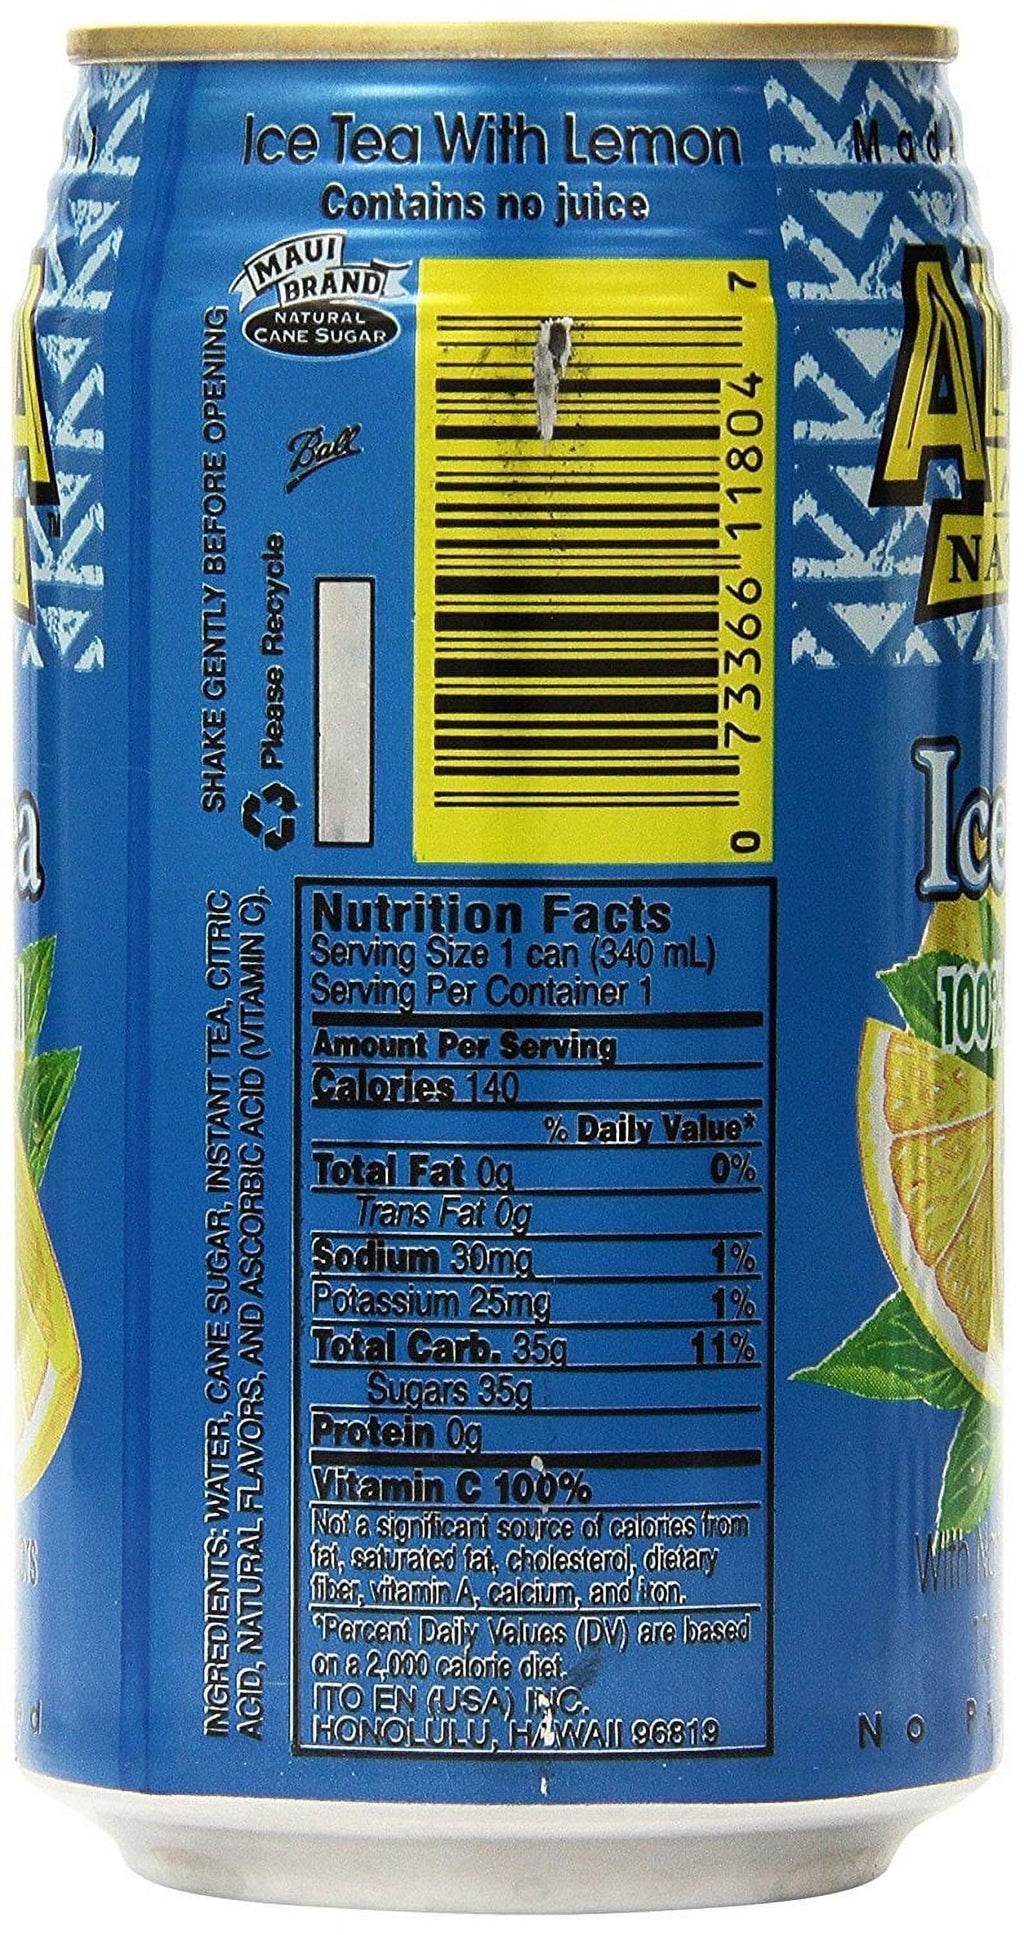 Ice Tea With Lemon
Contains no juice
MAUI
BRAND
NATURAL
CANE SUGAR
Ball
SHAKE GENTLY BEFORE OPENING
Please Recycle
0 73366 11804 7
INGREDIENTS: WATER, CANE SUGAR, INSTANT TEA, CITRIC
ACID, NATURAL FLAVORS, AND ASCORBIC ACID (VITAMIN C).
Nutrition Facts
Serving Size 1 can (340 mL)
Serving Per Container 1
Amount Per Serving
Calories 140
% Daily Value*
Total Fat 0g 0%
Trans Fat 0g
Sodium 30mg 1%
Potassium 25mg 1%
Total Carb. 35g 11%
Sugars 35g
Protein 0g
Vitamin C 100%
Not a significant source of calories from
fat, saturated fat, cholesterol, dietary
fiber, vitamin A, calcium, and iron.
*Percent Daily Values (DV) are based
on a 2,000 calorie diet.
ITO EN (USA) INC.
HONOLULU, HAWAII 96819
Ice
100%
With
No